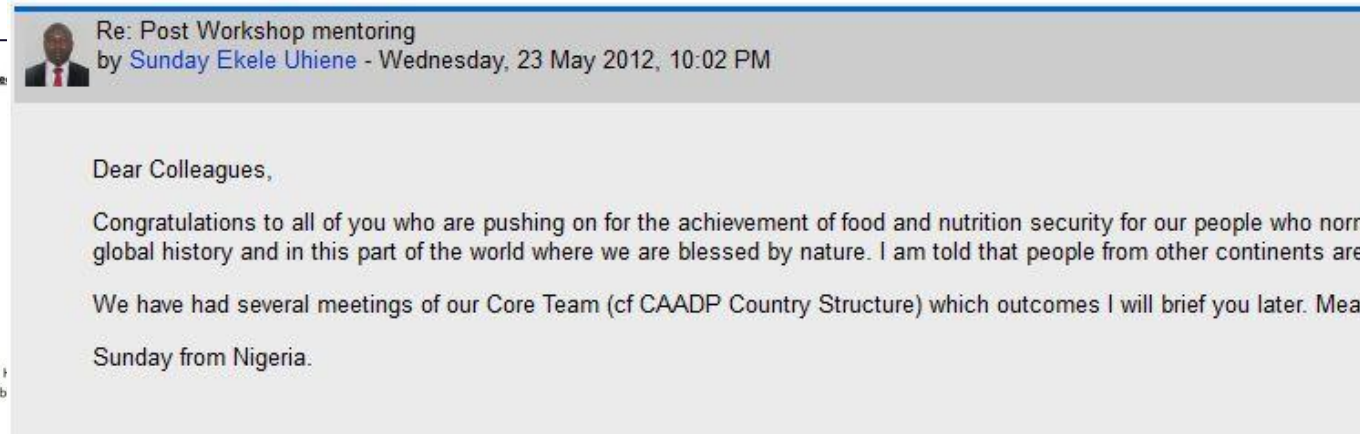 Re: Post Workshop mentoring
by Sunday Ekele Uhiene - Wednesday, 23 May 2012, 10:02 PM
Dear Colleagues,
Congratulations to all of you who are pushing on for the achievement of food and nutrition security for our people who
global history and in this part of the world where we are blessed by nature. I am told that people from other continents are
We have had several meetings of our Core Team (cf CAADP Country Structure) which outcomes I will brief you later.
Sunday from Nigeria.